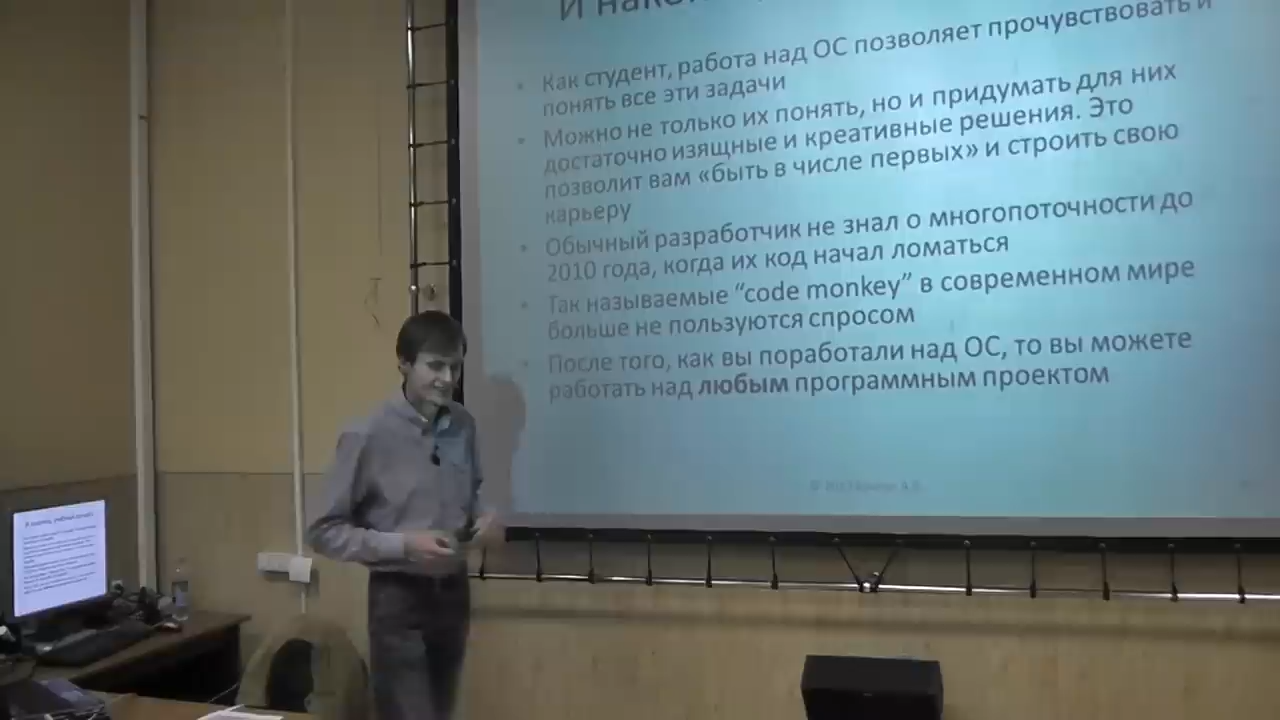 И
Как студент, работа над ОС позволяет прочувствовать и
понять все эти задачи
Можно не только их понять, но и придумать для них
достаточно изящные и креативные решения. Это
позволит вам «быть в числе первых» и строить свою
карьеру
Обычный разработчик не знал о многопоточности до
2010 года, когда их код начал ломаться
Так называемые “code monkey” в современном мире
больше не пользуются спросом
После того, как вы поработали над ОС, то вы можете
работать над любым программным проектом